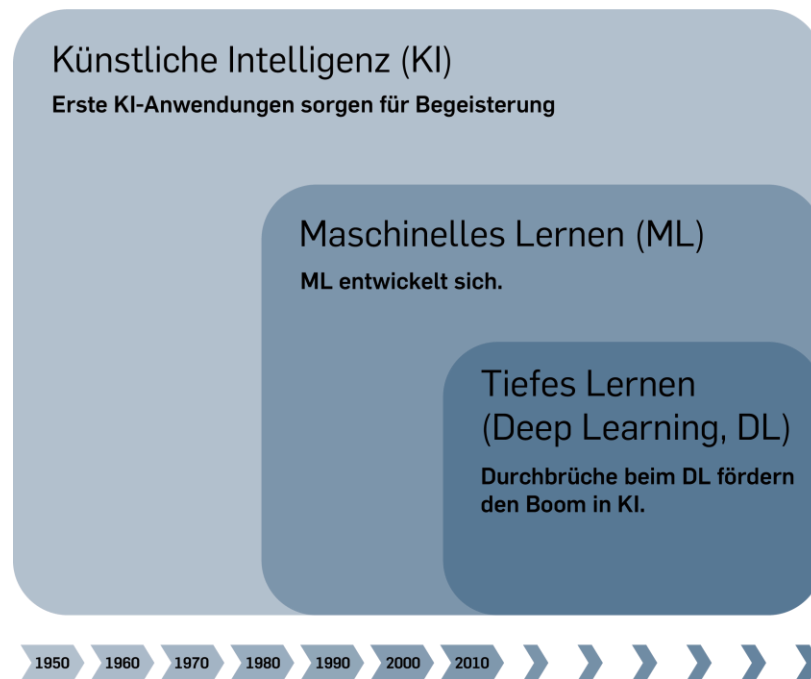 Künstliche Intelligenz (KI)
Erste KI-Anwendungen sorgen für Begeisterung
Maschinelles Lernen (ML)
ML entwickelt sich.
Tiefes Lernen
(Deep Learning, DL)
Durchbrüche beim DL fördern
den Boom in KI.
1950 1960 1970 1980 1990 2000 2010